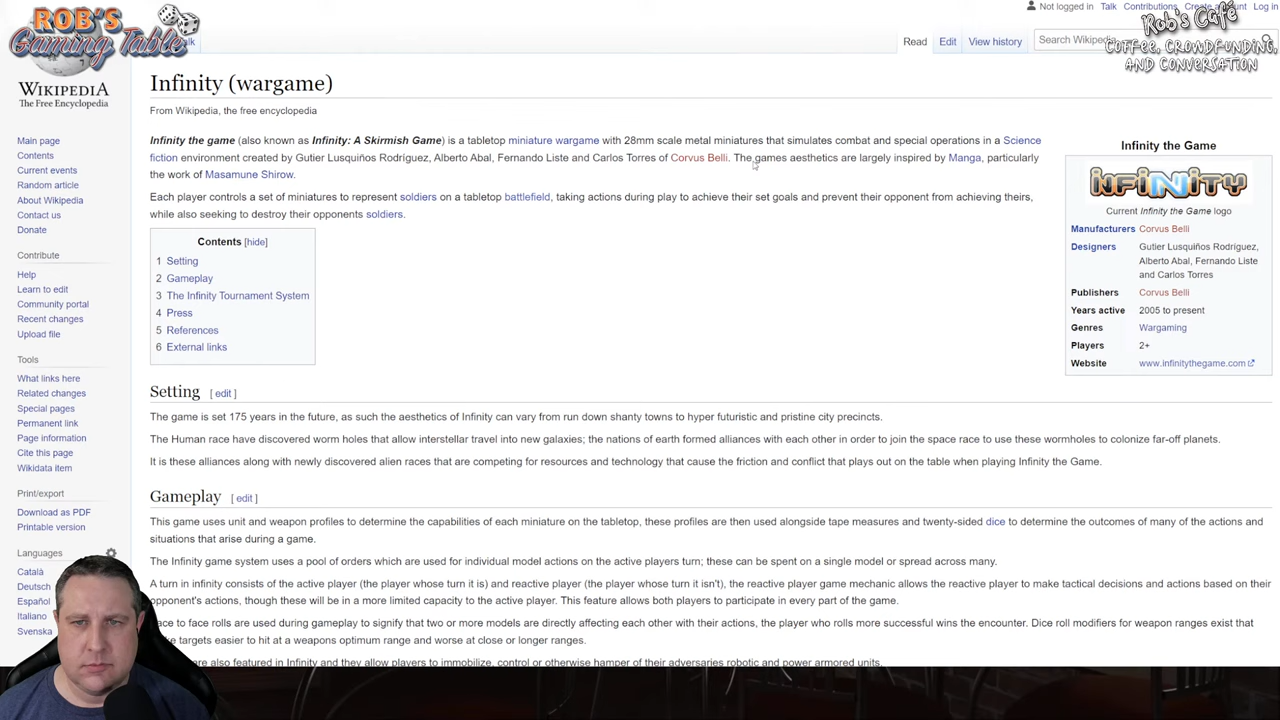 ROB'S
GAMING TABLE
Rob's Café
COFFEE, CROWDFUNDING,
AND CONVERSATION
Not logged in Talk Contributions Create account Log in
Read Edit View history Search Wikipedia
WIKIPEDIA
The Free Encyclopedia
Main page
Contents
Current events
Random article
About Wikipedia
Contact us
Donate
Contribute
Help
Learn to edit
Community portal
Recent changes
Upload file
Tools
What links here
Related changes
Special pages
Permanent link
Page information
Cite this page
Wikidata item
Print/export
Download as PDF
Printable version
Languages
Català
Deutsch
Español
Italiano
Svenska
Infinity (wargame)
From Wikipedia, the free encyclopedia
Infinity the game (also known as Infinity: A Skirmish Game) is a tabletop miniature wargame with 28mm scale metal miniatures that simulates combat and special operations in a Science
fiction environment created by Gutier Lusquiños Rodríguez, Alberto Abal, Fernando Liste and Carlos Torres of Corvus Belli. The games aesthetics are largely inspired by Manga, particularly
the work of Masamune Shirow.
Each player controls a set of miniatures to represent soldiers on a tabletop battlefield, taking actions during play to achieve their set goals and prevent their opponent from achieving theirs,
while also seeking to destroy their opponents soldiers.
Contents [hide]
1 Setting
2 Gameplay
3 The Infinity Tournament System
4 Press
5 References
6 External links
Infinity the Game
INFINITY
Current Infinity the Game logo
Manufacturers Corvus Belli
Designers Gutier Lusquiños Rodríguez,
Alberto Abal, Fernando Liste
and Carlos Torres
Publishers Corvus Belli
Years active 2005 to present
Genres Wargaming
Players 2+
Website www.infinitythegame.com
Setting [ edit ]
The game is set 175 years in the future, as such the aesthetics of Infinity can vary from run down shanty towns to hyper futuristic and pristine city precincts.
The Human race have discovered worm holes that allow interstellar travel into new galaxies; the nations of earth formed alliances with each other in order to join the space race to use these wormholes to colonize far-off planets.
It is these alliances along with newly discovered alien races that are competing for resources and technology that cause the friction and conflict that plays out on the table when playing Infinity the Game.
Gameplay [ edit ]
This game uses unit and weapon profiles to determine the capabilities of each miniature on the tabletop, these profiles are then used alongside tape measures and twenty-sided dice to determine the outcomes of many of the actions and
situations that arise during a game.
The Infinity game system uses a pool of orders which are used for individual model actions on the active players turn; these can be spent on a single model or spread across many.
A turn in infinity consists of the active player (the player whose turn it is) and reactive player (the player whose turn it isn't), the reactive player game mechanic allows the reactive player to make tactical decisions and actions based on their
opponent's actions, though these will be in a more limited capacity to the active player. This feature allows both players to participate in every part of the game.
ace to face rolls are used during gameplay to signify that two or more models are directly affecting each other with their actions, the player who rolls more successful wins the encounter. Dice roll modifiers for weapon ranges exist that
targets easier to hit at a weapons optimum range and worse at close or longer ranges.
are also featured in Infinity and they allow players to immobilize, control or otherwise hamper of their adversaries robotic and power armored units.